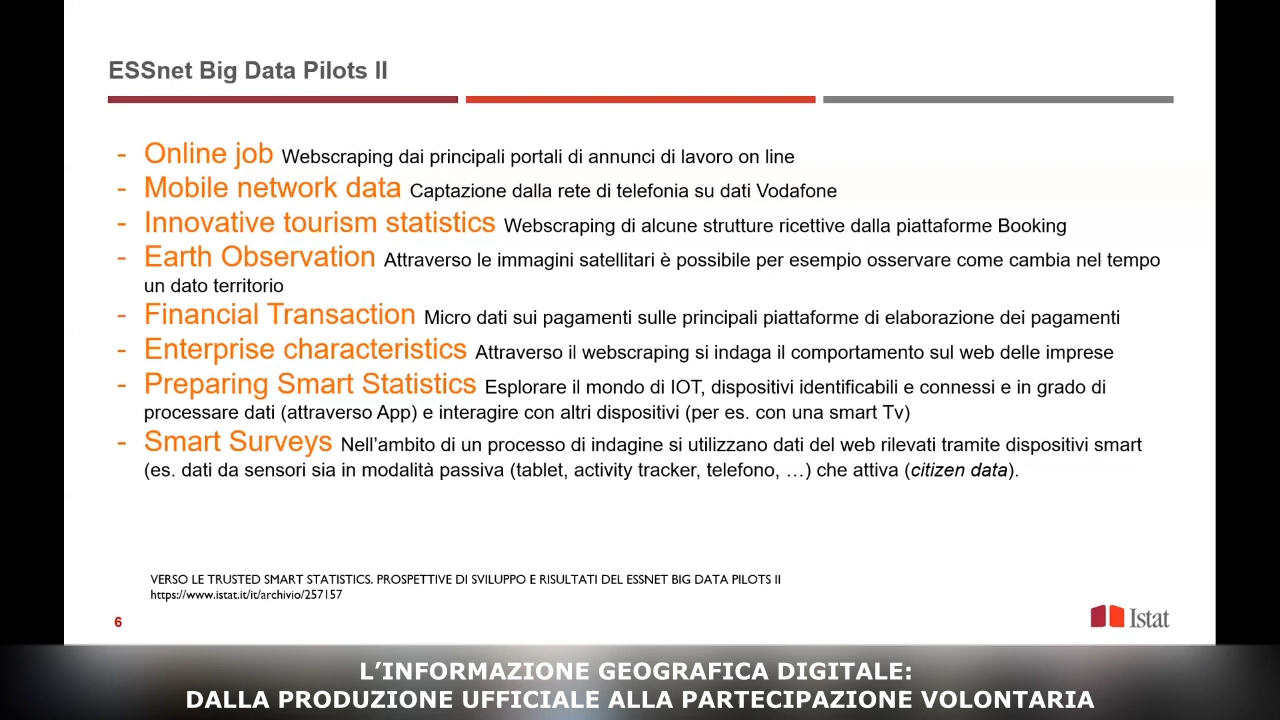 ESSnet Big Data Pilots II
- Online job Webscraping dai principali portali di annunci di lavoro on line
- Mobile network data Captazione dalla rete di telefonia su dati Vodafone
- Innovative tourism statistics Webscraping di alcune strutture ricettive dalla piattaforme Booking
- Earth Observation Attraverso le immagini satellitari è possibile per esempio osservare come cambia nel tempo
un dato territorio
- Financial Transaction Micro dati sui pagamenti sulle principali piattaforme di elaborazione dei pagamenti
- Enterprise characteristics Attraverso il webscraping si indaga il comportamento sul web delle imprese
- Preparing Smart Statistics Esplorare il mondo di IOT, dispositivi identificabili e connessi e in grado di
processare dati (attraverso App) e interagire con altri dispositivi (per es. con una smart Tv)
- Smart Surveys Nell’ambito di un processo di indagine si utilizzano dati del web rilevati tramite dispositivi smart
(es. dati da sensori sia in modalità passiva (tablet, activity tracker, telefono, …) che attiva (citizen data).
VERSO LE TRUSTED SMART STATISTICS. PROSPETTIVE DI SVILUPPO E RISULTATI DEL ESSNET BIG DATA PILOTS II
https://www.istat.it/it/archivio/257157
6
Istat
L’INFORMAZIONE GEOGRAFICA DIGITALE:
DALLA PRODUZIONE UFFICIALE ALLA PARTECIPAZIONE VOLONTARIA